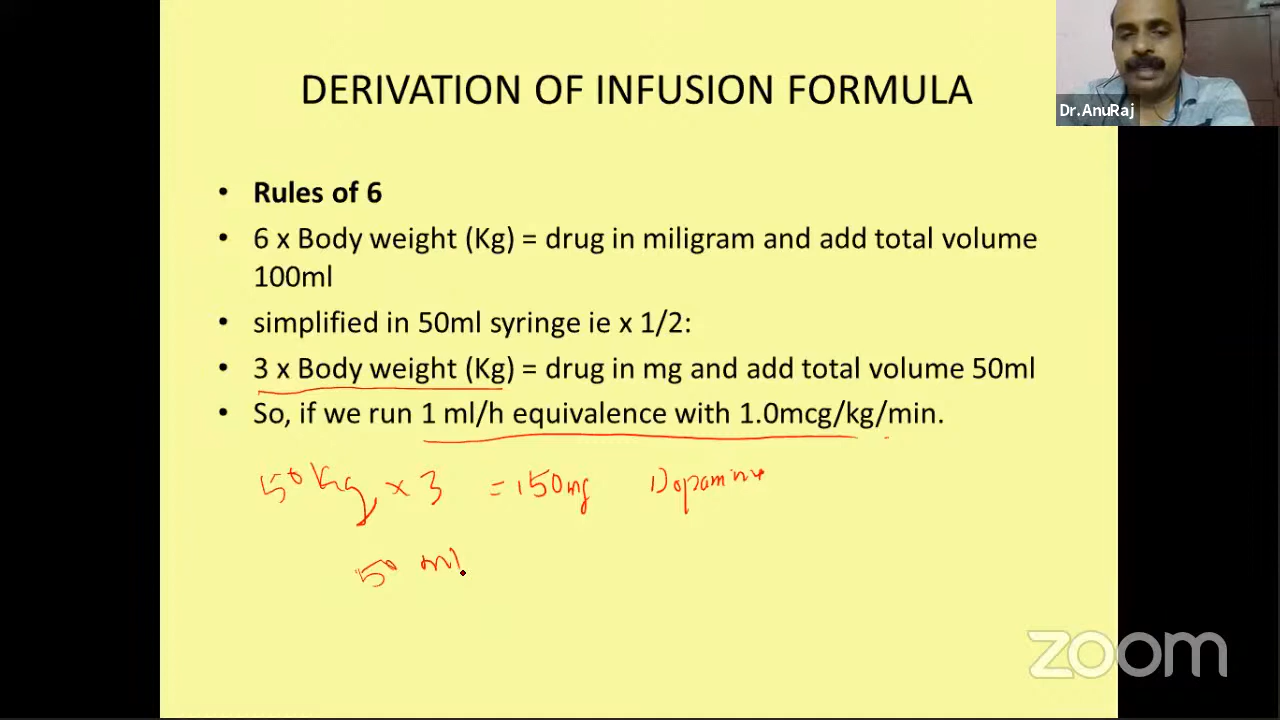 DERIVATION OF INFUSION FORMULA
Dr.AnuRaj
• Rules of 6
• 6 x Body weight (Kg) = drug in miligram and add total volume
100ml
• simplified in 50ml syringe ie x 1/2:
• 3 x Body weight (Kg) = drug in mg and add total volume 50ml
• So, if we run 1 ml/h equivalence with 1.0mcg/kg/min.
50 Kg x 3 = 150mg Dopamine
50 ml
zoom